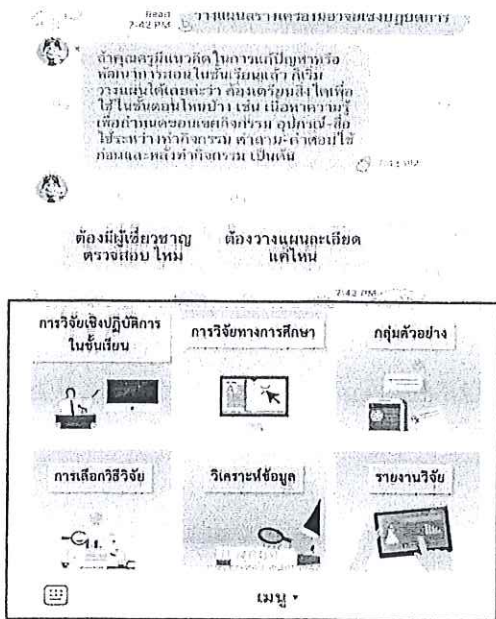 Read
7:42 PM
วางแผนสร้างเครื่องมือวิจัยเชิงปฏิบัติการ
ถ้าคุณครูมีแนวคิดในการแก้ปัญหาหรือ
พัฒนาการสอนในชั้นเรียนแล้ว ก็เริ่ม
วางแผนได้เลยค่ะว่า ต้องเตรียมสิ่งใดเพื่อ
ใช้ในขั้นตอนไหนบ้าง เช่น เนื้อหาความรู้
เพื่อกำหนดขอบเขตกิจกรรม อุปกรณ์-สื่อ
ใช้ระหว่างทำกิจกรรม คำถาม-คำตอบใช้
ก่อนและหลังทำกิจกรรม เป็นต้น
7:43 PM
ต้องมีผู้เชี่ยวชาญ
ตรวจสอบ ไหม
ต้องวางแผนละเอียด
แค่ไหน
7:42 PM
การวิจัยเชิงปฏิบัติการ
ในชั้นเรียน
การวิจัยทางการศึกษา
กลุ่มตัวอย่าง
การเลือกวิธีวิจัย
วิเคราะห์ข้อมูล
รายงานวิจัย
เมนู